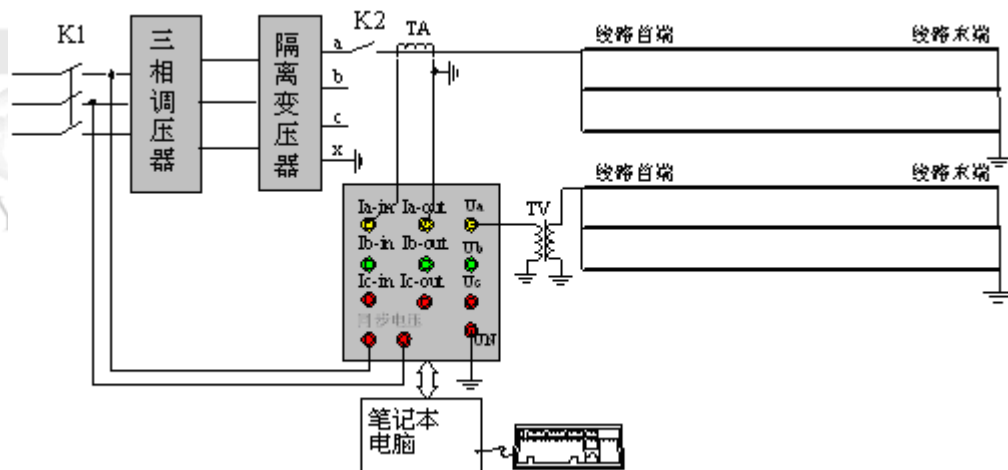 K1
三相调压器
隔离变压器
K2
TA
a
b
c
x
线路首端
线路末端
线路首端
线路末端
Ia-in
Ia-out
Ua
TV
Ib-in
Ib-out
Ub
Ic-in
Ic-out
Uc
同步电压
UN
笔记本
电脑